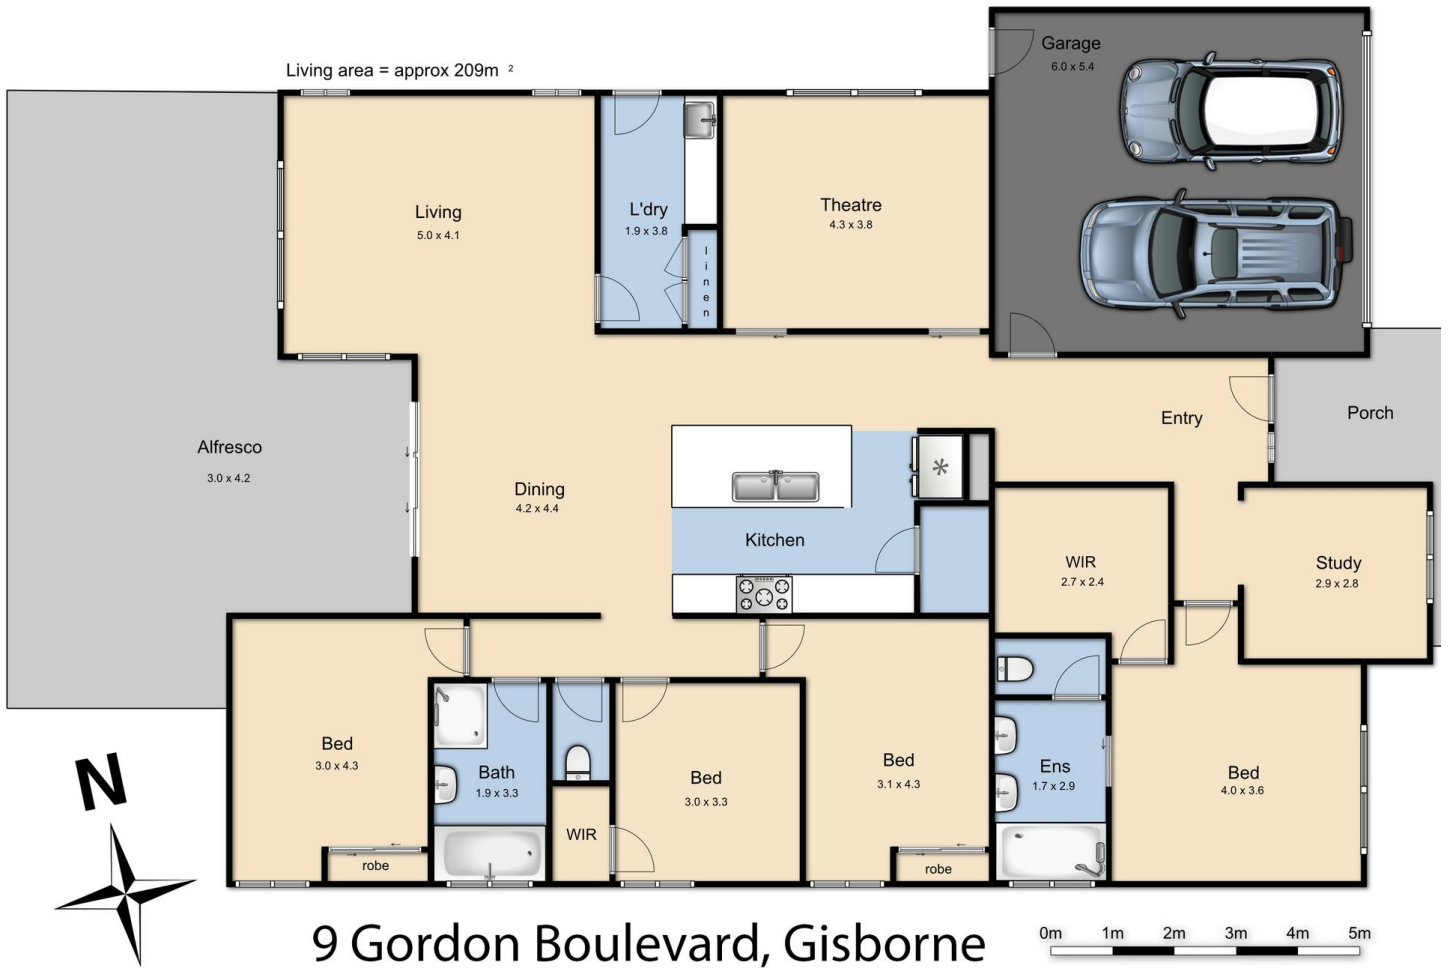 Living area = approx 209m ²
Garage
6.0 x 5.4
Living
5.0 x 4.1
L'dry
1.9 x 3.8
linen
Theatre
4.3 x 3.8
Entry
Porch
Alfresco
3.0 x 4.2
Dining
4.2 x 4.4
Kitchen
*
WIR
2.7 x 2.4
Study
2.9 x 2.8
Bed
3.0 x 4.3
robe
Bath
1.9 x 3.3
WIR
Bed
3.0 x 3.3
Bed
3.1 x 4.3
robe
Ens
1.7 x 2.9
Bed
4.0 x 3.6
N
9 Gordon Boulevard, Gisborne
0m 1m 2m 3m 4m 5m